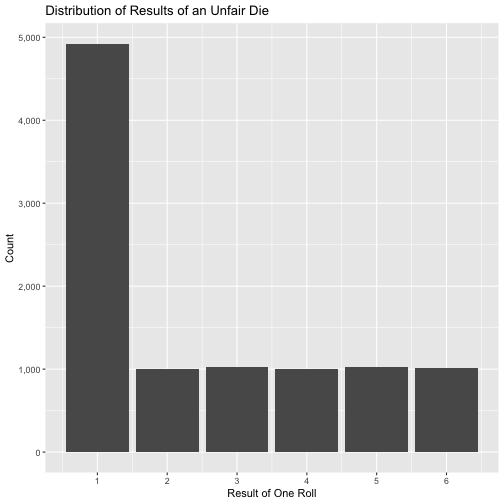 Distribution of Results of an Unfair Die
5,000
4,000
3,000
2,000
1,000
0
Count
1 2 3 4 5 6
Result of One Roll